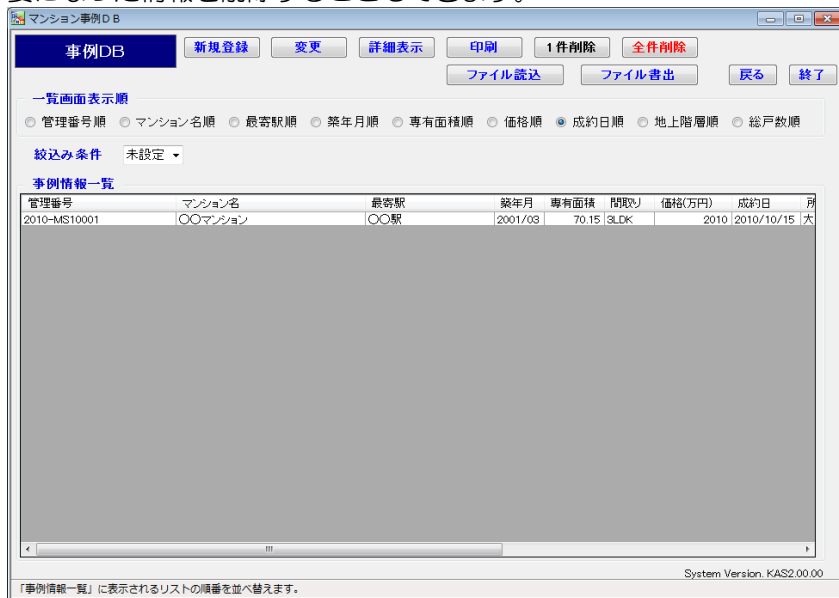 マンション事例DB
事例DB 新規登録 変更 詳細表示 印刷 1件削除 全件削除
ファイル読込 ファイル書出 戻る 終了
一覧画面表示順
管理番号順 マンション名順 最寄駅順 築年月順 専有面積順 価格順 成約日順 地上階層順 総戸数順
絞込み条件 未設定
事例情報一覧
管理番号 マンション名 最寄駅 築年月 専有面積 間取り 価格(万円) 成約日 所
2010-MS10001 〇〇マンション 〇〇駅 2001/03 70.15 3LDK 2010 2010/10/15 大
System Version. KAS2.00.00
「事例情報一覧」に表示されるリストの順番を並べ替えます。